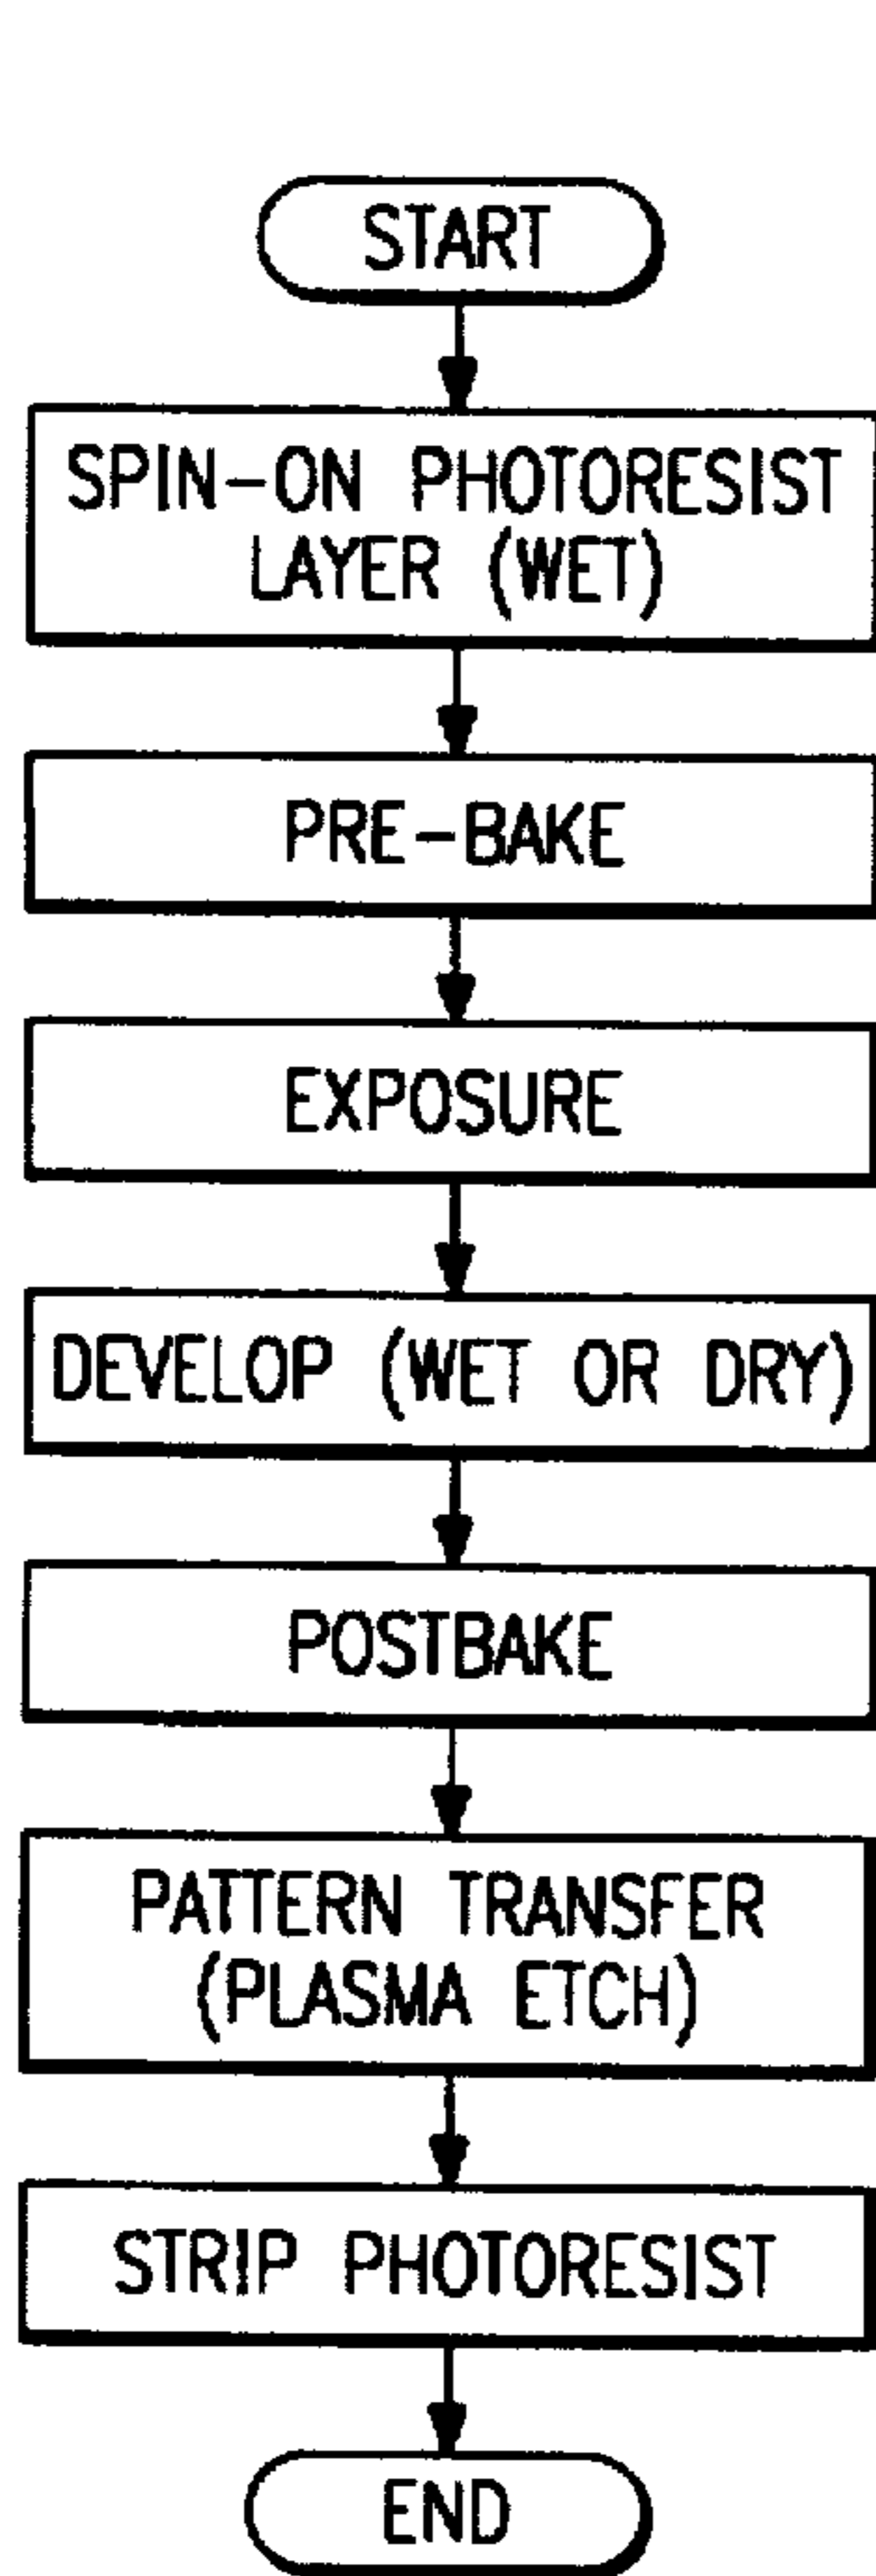 START
SPIN-ON PHOTORESIST
LAYER (WET)
PRE-BAKE
EXPOSURE
DEVELOP (WET OR DRY)
POSTBAKE
PATTERN TRANSFER
(PLASMA ETCH)
STRIP PHOTORESIST
END